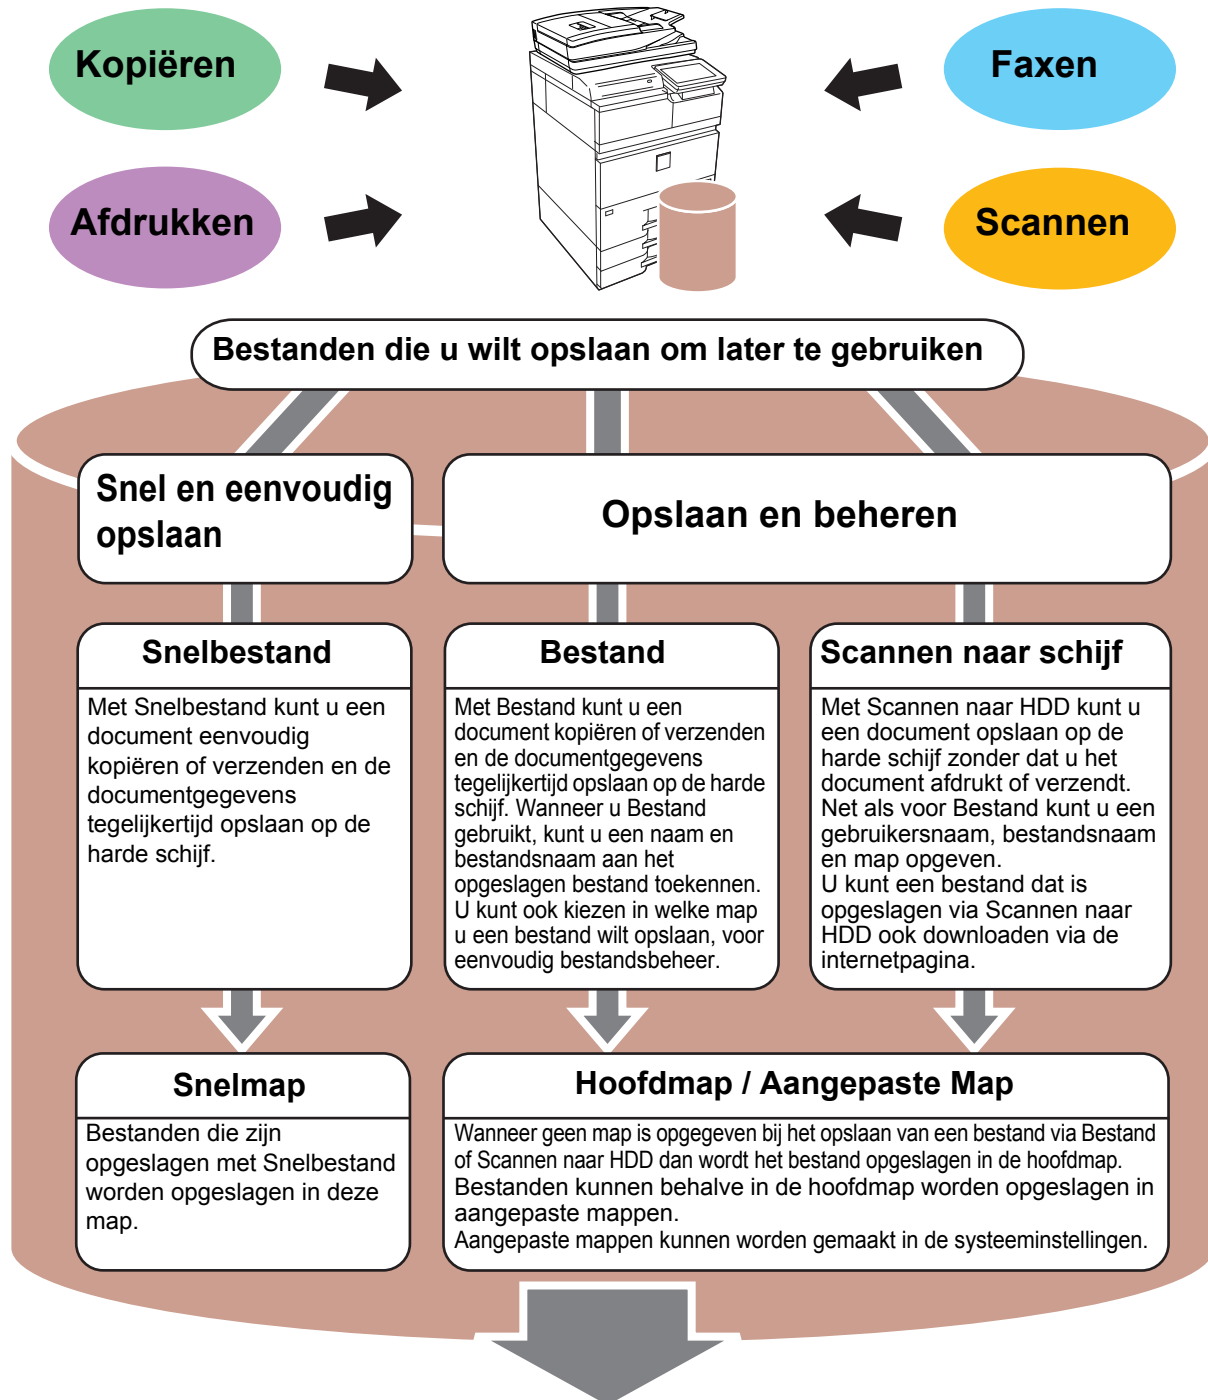 Kopiëren
Faxen
Afdrukken
Scannen
Bestanden die u wilt opslaan om later te gebruiken
Snel en eenvoudig
opslaan
Opslaan en beheren
Snelbestand
Met Snelbestand kunt u een
document eenvoudig
kopiëren of verzenden en de
documentgegevens
tegelijkertijd opslaan op de
harde schijf.
Bestand
Met Bestand kunt u een
document kopiëren of verzenden
en de documentgegevens
tegelijkertijd opslaan op de harde
schijf. Wanneer u Bestand
gebruikt, kunt u een naam en
bestandsnaam aan het
opgeslagen bestand toekennen.
U kunt ook kiezen in welke map
u een bestand wilt opslaan, voor
eenvoudig bestandsbeheer.
Scannen naar schijf
Met Scannen naar HDD kunt u
een document opslaan op de
harde schijf zonder dat u het
document afdrukt of verzendt.
Net als voor Bestand kunt u een
gebruikersnaam, bestandsnaam
en map opgeven.
U kunt een bestand dat is
opgeslagen via Scannen naar
HDD ook downloaden via de
internetpagina.
Snelmap
Bestanden die zijn
opgeslagen met Snelbestand
worden opgeslagen in deze
map.
Hoofdmap / Aangepaste Map
Wanneer geen map is opgegeven bij het opslaan van een bestand via Bestand
of Scannen naar HDD dan wordt het bestand opgeslagen in de hoofdmap.
Bestanden kunnen behalve in de hoofdmap worden opgeslagen in
aangepaste mappen.
Aangepaste mappen kunnen worden gemaakt in de systeeminstellingen.